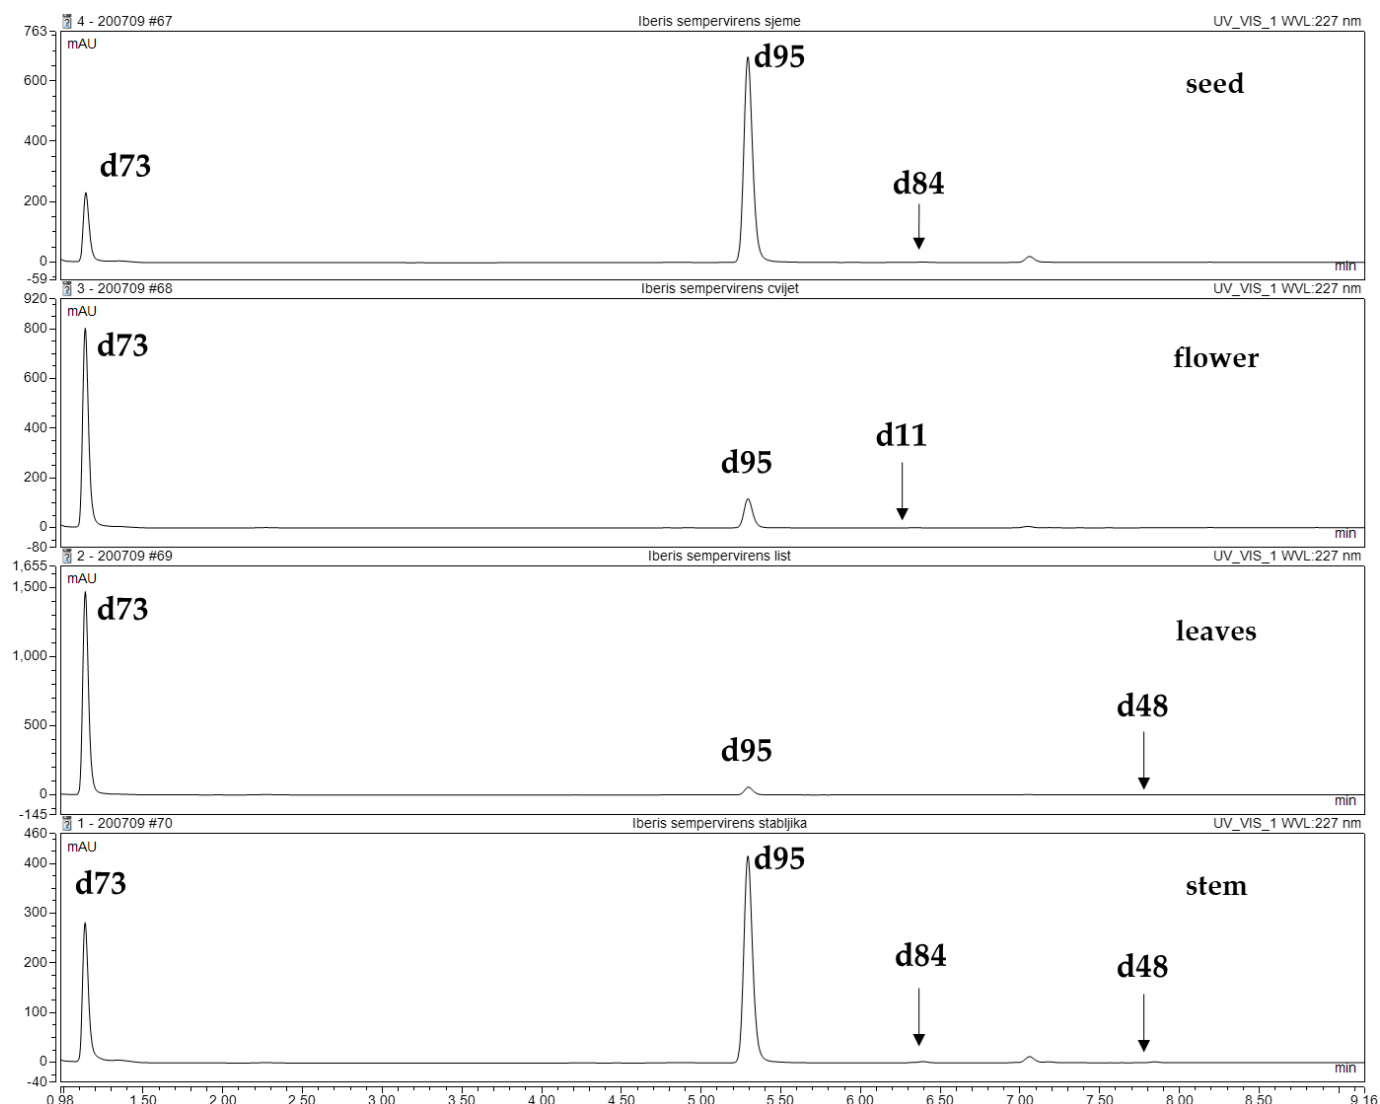 4 - 200709 #67 Iberis sempervirens sjeme UV_VIS_1 WVL:227 nm
763
mAU
d95
seed
600
400
d73
d84
200
0
-59
min
3 - 200709 #68 Iberis sempervirens cvijet UV_VIS_1 WVL:227 nm
920
mAU
800
d73
flower
600
400
d11
d95
200
0
-80
min
2 - 200709 #69 Iberis sempervirens list UV_VIS_1 WVL:227 nm
1,655
mAU
1,500
d73
leaves
1,000
d48
500
d95
0
-145
min
1 - 200709 #70 Iberis sempervirens stabljika UV_VIS_1 WVL:227 nm
460
mAU
400
d95
d73
stem
300
d84
d48
200
100
0
-40
min
0.98 1.50 2.00 2.50 3.00 3.50 4.00 4.50 5.00 5.50 6.00 6.50 7.00 7.50 8.00 8.50 9.16